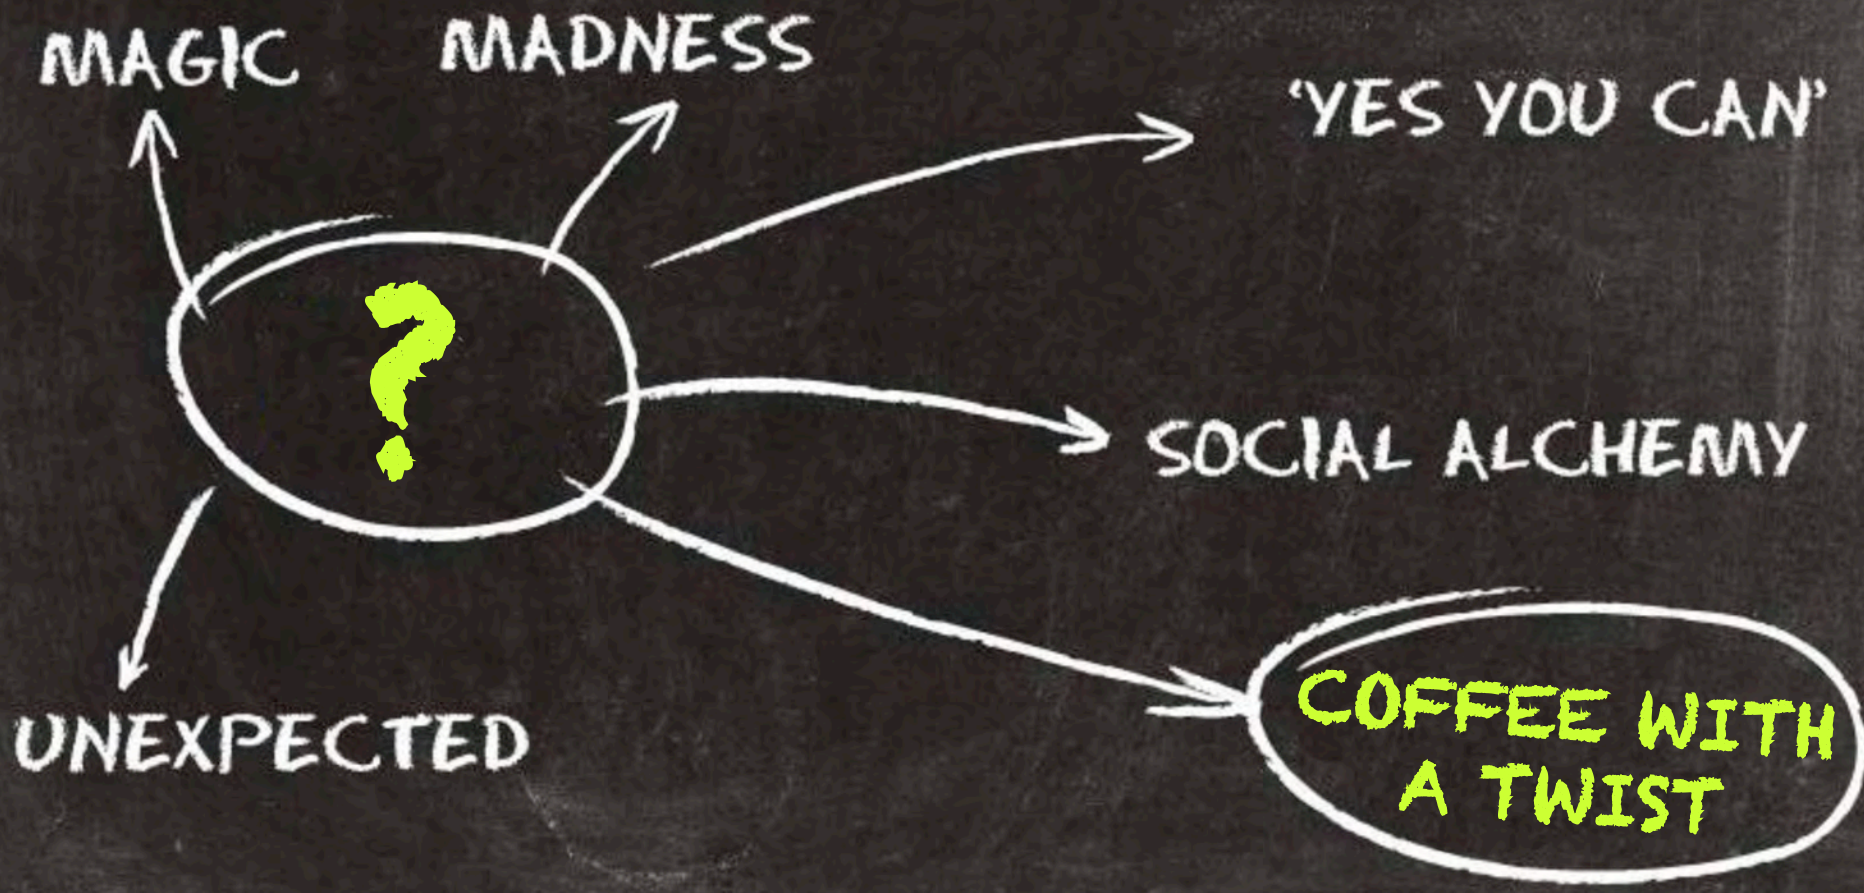 MAGIC
MADNESS
'YES YOU CAN'
?
SOCIAL ALCHEMY
UNEXPECTED
COFFEE WITH
A TWIST